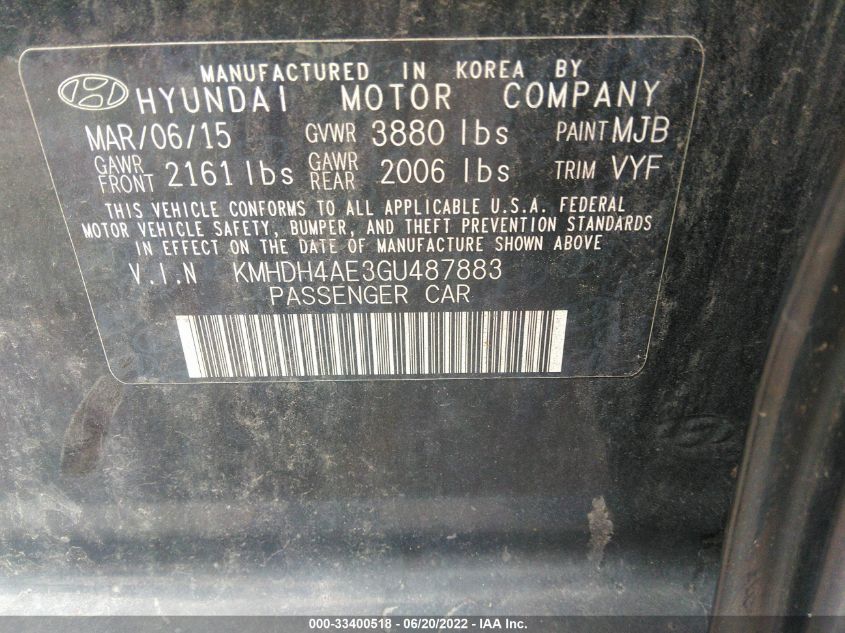 MANUFACTURED IN KOREA BY
HYUNDAI MOTOR COMPANY
MAR/06/15 GVWR 3880 lbs PAINT MJB
GAWR FRONT 2161 lbs GAWR REAR 2006 lbs TRIM VYF
THIS VEHICLE CONFORMS TO ALL APPLICABLE U.S.A. FEDERAL
MOTOR VEHICLE SAFETY, BUMPER, AND THEFT PREVENTION STANDARDS
IN EFFECT ON THE DATE OF MANUFACTURE SHOWN ABOVE
V.I.N KMHDH4AE3GU487883
PASSENGER CAR
000-33400518 - 06/20/2022 - IAA Inc.